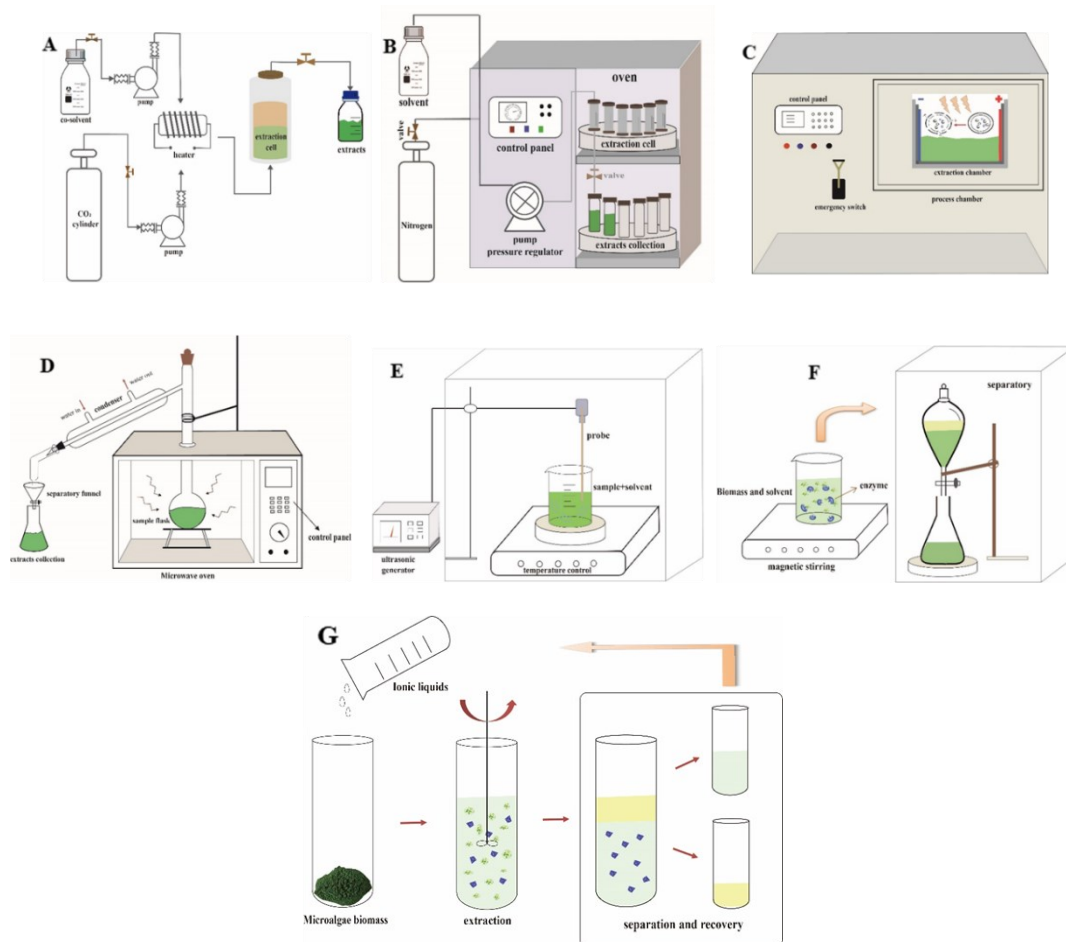 A
co-solvent
pump
heater
CO₂
cylinder
pump
extraction
cell
extracts
B
solvent
valve
Nitrogen
control panel
pump
pressure regulator
oven
extraction cell
valve
extracts collection
C
control panel
emergency switch
-
+
extraction chamber
process chamber
D
water in
condenser
water out
separatory funnel
extracts collection
sample flask
control panel
Microwave oven
E
probe
sample+solvent
ultrasonic
generator
temperature control
F
Biomass and solvent
enzyme
magnetic stirring
separatory
G
Ionic liquids
Microalgae biomass
extraction
separation and recovery